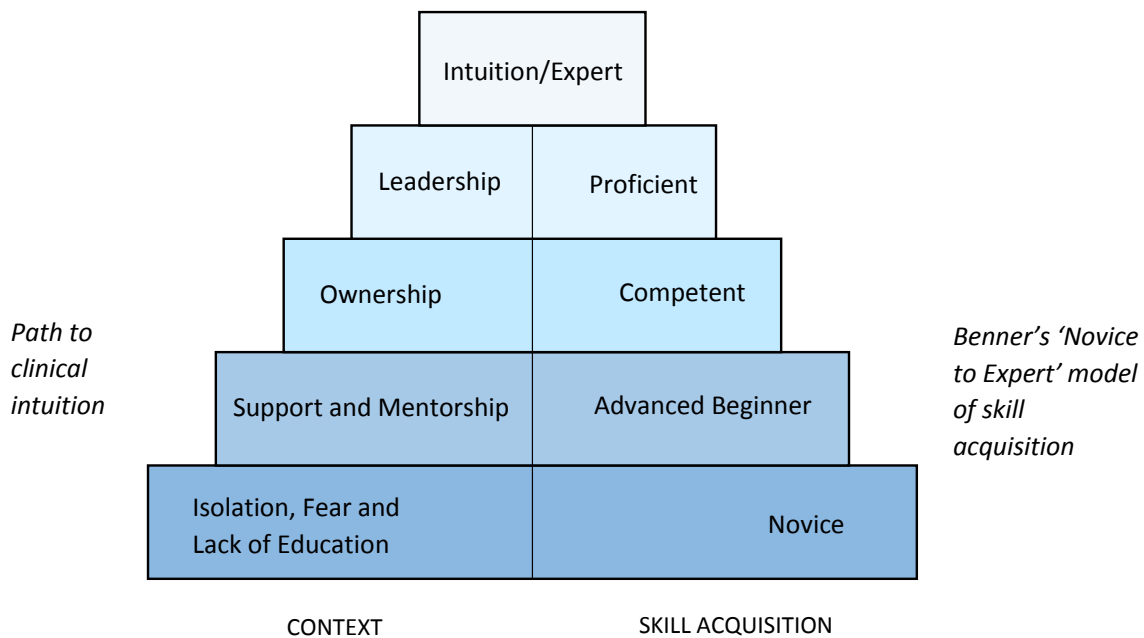 Intuition/Expert
Leadership
Proficient
Ownership
Competent
Path to
clinical
intuition
Benner’s ‘Novice
to Expert’ model
of skill
acquisition
Support and Mentorship
Advanced Beginner
Isolation, Fear and
Lack of Education
Novice
CONTEXT
SKILL ACQUISITION